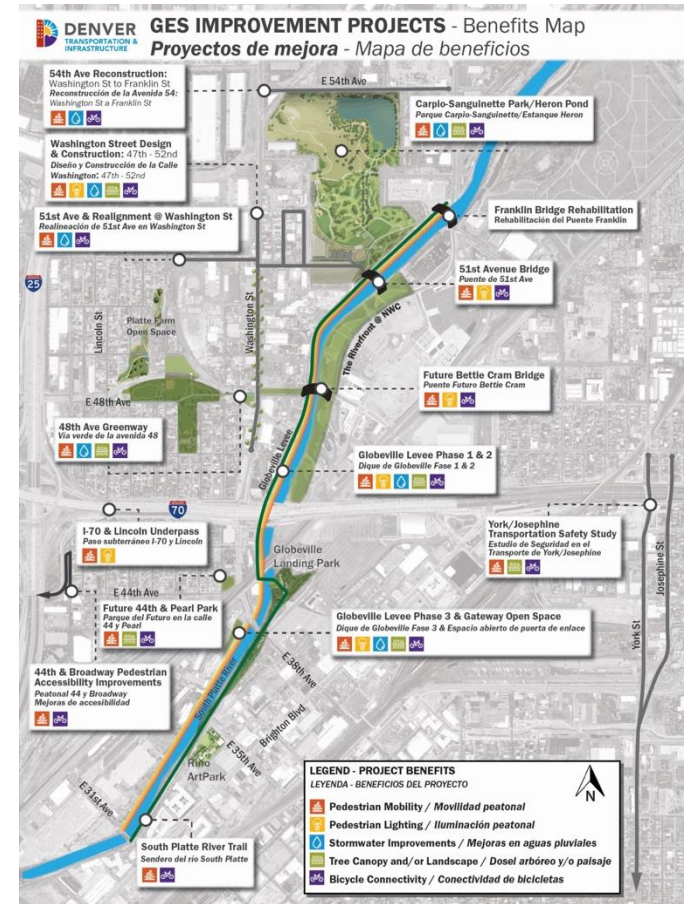 DENVER
TRANSPORTATION &
INFRASTRUCTURE
GES IMPROVEMENT PROJECTS - Benefits Map
Proyectos de mejora - Mapa de beneficios
54th Ave Reconstruction:
Washington St to Franklin St
Reconstrucción de la Avenida 54:
Washington St a Franklin St
E 54th Ave
Carpio-Sanguinette Park/Heron Pond
Parque Carpio-Sanguinette/Estanque Heron
Washington Street Design
& Construction: 47th - 52nd
Diseño y Construcción de la Calle
Washington: 47th - 52nd
Franklin Bridge Rehabilitation
Rehabilitación del Puente Franklin
51st Ave & Realignment @ Washington St
Realineación de 51st Ave en Washington St
51st Avenue Bridge
Puente de 51st Ave
25
Lincoln St
Platte Farm
Open Space
Washington St
The Riverfront @ NWC
Future Bettie Cram Bridge
Puente Futuro Bettie Cram
E 48th Ave
48th Ave Greenway
Vía verde de la avenida 48
Globeville Levee
Globeville Levee Phase 1 & 2
Dique de Globeville Fase 1 & 2
70
I-70 & Lincoln Underpass
Paso subterráneo I-70 y Lincoln
York/Josephine
Transportation Safety Study
Estudio de Seguridad en el
Transporte de York/Josephine
Josephine St
York St
Globeville
Landing Park
E 44th Ave
Future 44th & Pearl Park
Parque del Futuro en la calle
44 y Pearl
Globeville Levee Phase 3 & Gateway Open Space
Dique de Globeville Fase 3 & Espacio abierto de puerta de enlace
44th & Broadway Pedestrian
Accessibility Improvements
Peatonal 44 y Broadway
Mejoras de accesibilidad
South Platte River
E 38th Ave
Brighton Blvd
E 35th Ave
Rino
ArtPark
E 31st Ave
South Platte River Trail
Sendero del río South Platte
LEGEND - PROJECT BENEFITS
LEYENDA - BENEFICIOS DEL PROYECTO
N
Pedestrian Mobility / Movilidad peatonal
Pedestrian Lighting / Iluminación peatonal
Stormwater Improvements / Mejoras en aguas pluviales
Tree Canopy and/or Landscape / Dosel arbóreo y/o paisaje
Bicycle Connectivity / Conectividad de bicicletas